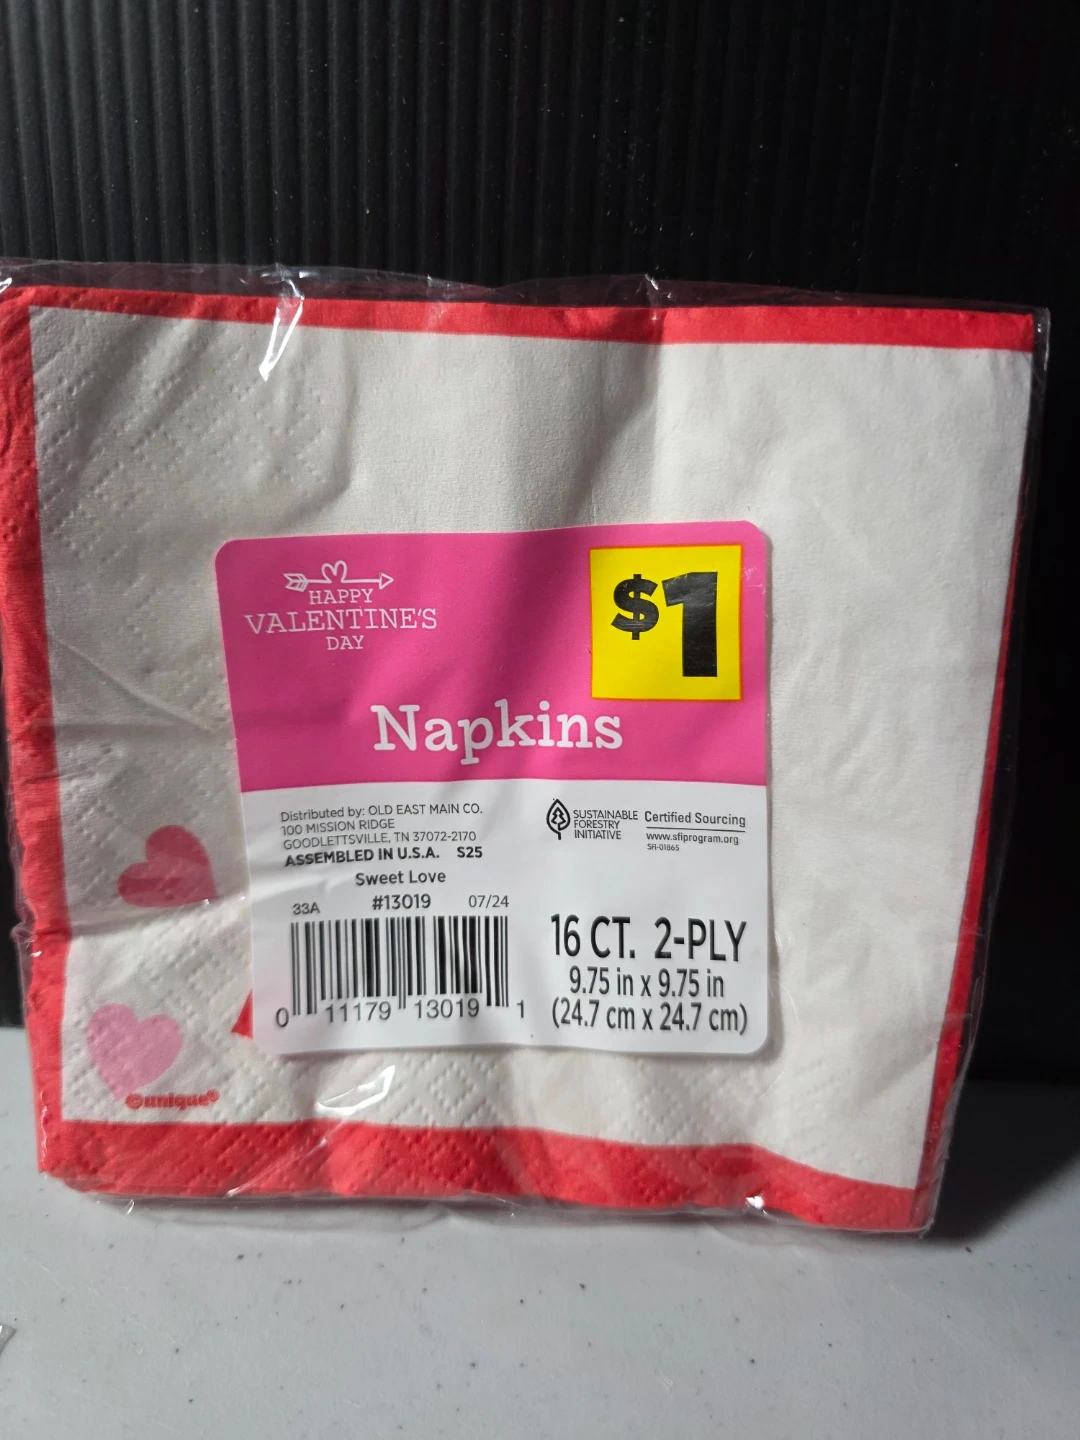 HAPPY
VALENTINE'S
DAY
$1
Napkins
Distributed by: OLD EAST MAIN CO.
100 MISSION RIDGE
GOODLETTSVILLE, TN 37072-2170
ASSEMBLED IN U.S.A. S25
Sweet Love
33A #13019 07/24
0 11179 13019 1
SUSTAINABLE
FORESTRY
INITIATIVE
Certified Sourcing
www.sfiprogram.org
SFI-01865
16 CT. 2-PLY
9.75 in x 9.75 in
(24.7 cm x 24.7 cm)
©unique®